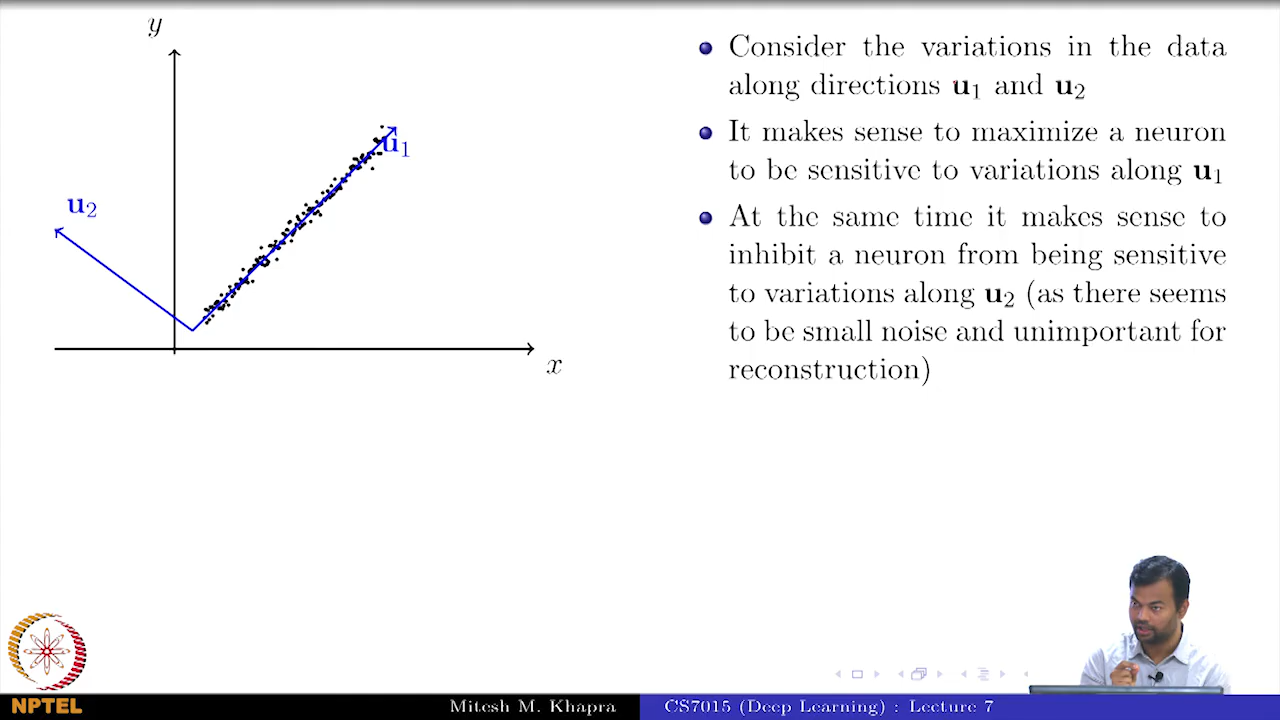 y
u1
u2
x
Consider the variations in the data
along directions u1 and u2
It makes sense to maximize a neuron
to be sensitive to variations along u1
At the same time it makes sense to
inhibit a neuron from being sensitive
to variations along u2 (as there seems
to be small noise and unimportant for
reconstruction)
NPTEL
Mitesh M. Khapra
CS7015 (Deep Learning) : Lecture 7